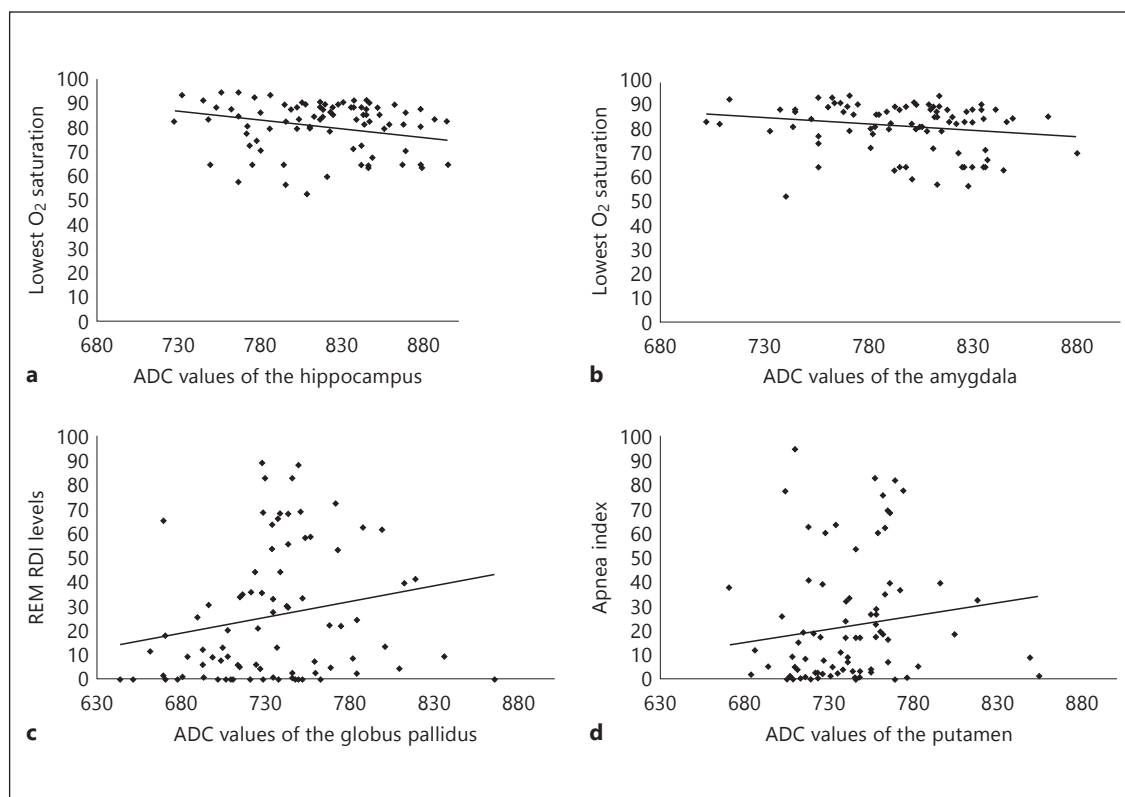 100
90
80
70
60
50
40
30
20
10
0
Lowest O₂ saturation
680 730 780 830 880
ADC values of the hippocampus
a
100
90
80
70
60
50
40
30
20
10
0
Lowest O₂ saturation
680 730 780 830 880
ADC values of the amygdala
b
100
90
80
70
60
50
40
30
20
10
0
REM RDI levels
630 680 730 780 830 880
ADC values of the globus pallidus
c
100
90
80
70
60
50
40
30
20
10
0
Apnea index
630 680 730 780 830 880
ADC values of the putamen
d